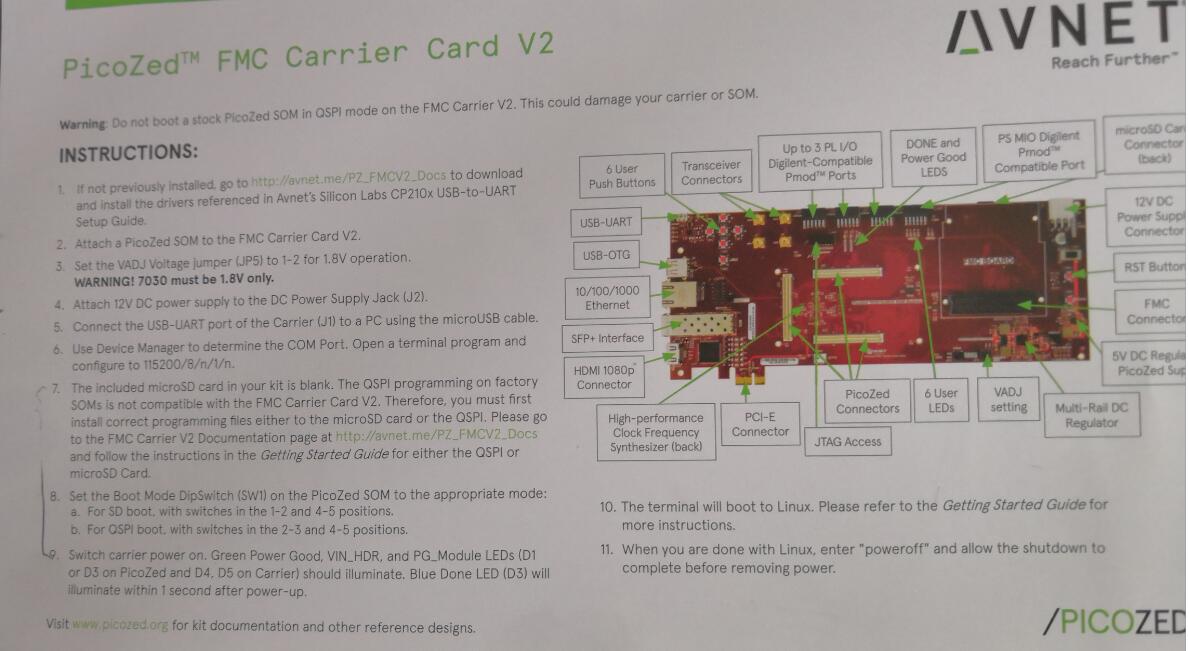 PicoZed™ FMC Carrier Card V2
AVNET
Reach Further™
Warning: Do not boot a stock PicoZed SOM in QSPI mode on the FMC Carrier V2. This could damage your carrier or SOM.
INSTRUCTIONS:
1. If not previously installed, go to http://avnet.me/PZ_FMCV2_Docs to download
and install the drivers referenced in Avnet's Silicon Labs CP210x USB-to-UART
Setup Guide.
2. Attach a PicoZed SOM to the FMC Carrier Card V2.
3. Set the VADJ Voltage jumper (JP5) to 1-2 for 1.8V operation.
WARNING! 7030 must be 1.8V only.
4. Attach 12V DC power supply to the DC Power Supply Jack (J2).
5. Connect the USB-UART port of the Carrier (J1) to a PC using the microUSB cable.
6. Use Device Manager to determine the COM Port. Open a terminal program and
configure to 115200/8/n/1/n.
7. The included microSD card in your kit is blank. The QSPI programming on factory
SOMs is not compatible with the FMC Carrier Card V2. Therefore, you must first
install correct programming files either to the microSD card or the QSPI. Please go
to the FMC Carrier V2 Documentation page at http://avnet.me/PZ_FMCV2_Docs
and follow the instructions in the Getting Started Guide for either the QSPI or
microSD Card.
8. Set the Boot Mode DipSwitch (SW1) on the PicoZed SOM to the appropriate mode:
a. For SD boot, with switches in the 1-2 and 4-5 positions.
b. For QSPI boot, with switches in the 2-3 and 4-5 positions.
9. Switch carrier power on. Green Power Good, VIN_HDR, and PG_Module LEDs (D1
or D3 on PicoZed and D4, D5 on Carrier) should illuminate. Blue Done LED (D3) will
illuminate within 1 second after power-up.
Visit www.picozed.org for kit documentation and other reference designs.
6 User
Push Buttons
Transceiver
Connectors
Up to 3 PL I/O
Digilent-Compatible
Pmod™ Ports
DONE and
Power Good
LEDS
PS MIO Digilent
Pmod™
Compatible Port
microSD Car
Connector
(back)
USB-UART
USB-OTG
10/100/1000
Ethernet
SFP+ Interface
HDMI 1080p
Connector
12V DC
Power Suppl
Connector
RST Button
FMC
Connector
5V DC Regula
PicoZed Sup
FMC BOARD
High-performance
Clock Frequency
Synthesizer (back)
PCI-E
Connector
JTAG Access
PicoZed
Connectors
6 User
LEDs
VADJ
setting
Multi-Rail DC
Regulator
10. The terminal will boot to Linux. Please refer to the Getting Started Guide for
more instructions.
11. When you are done with Linux, enter "poweroff" and allow the shutdown to
complete before removing power.
/PICOZED